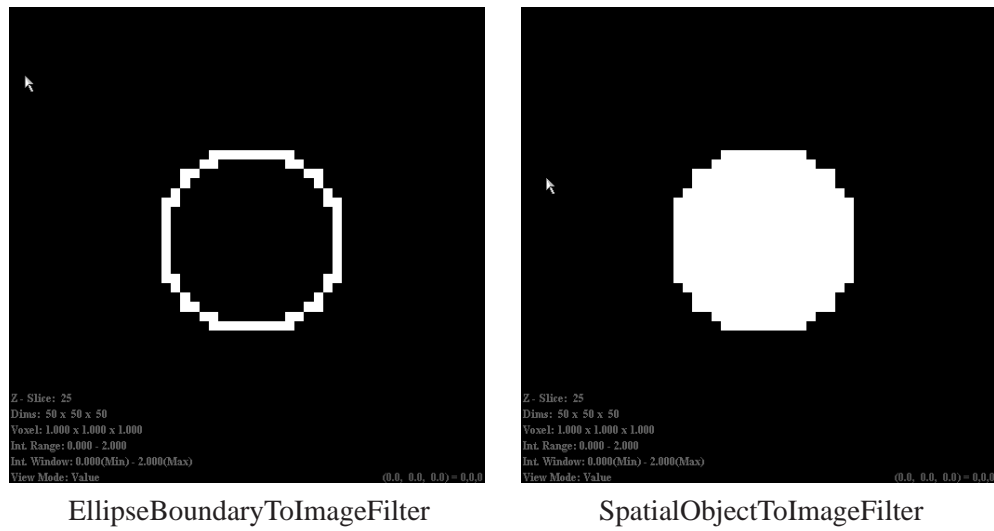 Z - Slice: 25
Dims: 50 x 50 x 50
Voxel: 1.000 x 1.000 x 1.000
Int. Range: 0.000 - 2.000
Int. Window: 0.000(Min) - 2.000(Max)
View Mode: Value
(0.0, 0.0, 0.0) = 0,0,0
EllipseBoundaryToImageFilter
Z - Slice: 25
Dims: 50 x 50 x 50
Voxel: 1.000 x 1.000 x 1.000
Int. Range: 0.000 - 2.000
Int. Window: 0.000(Min) - 2.000(Max)
View Mode: Value
(0.0, 0.0, 0.0) = 0,0,0
SpatialObjectToImageFilter